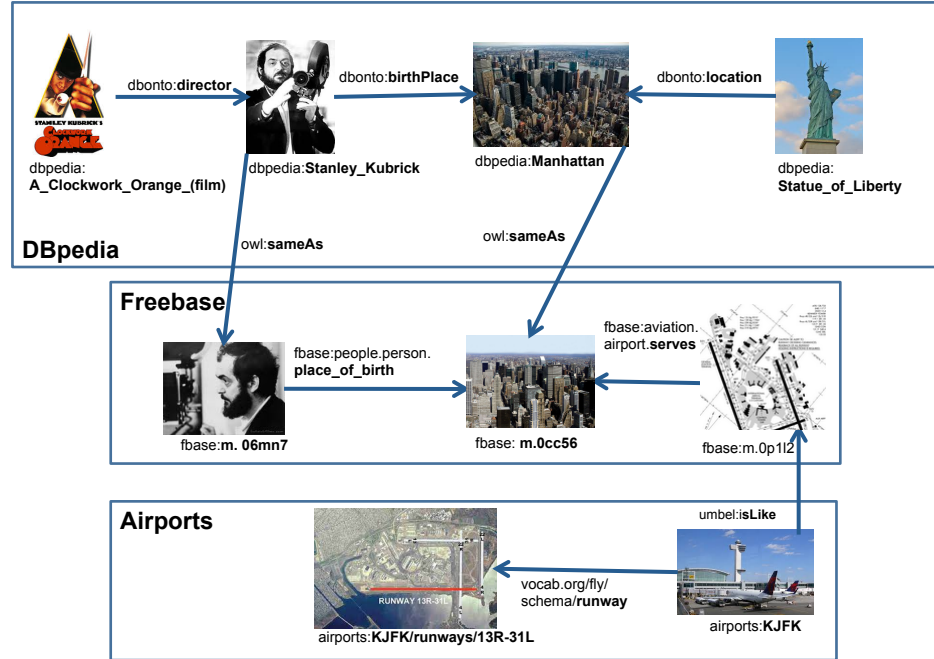 dbonto:director
dbonto:birthPlace
dbonto:location
STANLEY KUBRICK'S
CLOCKWORK
ORANGE
dbpedia:
A_Clockwork_Orange_(film)
dbpedia:Stanley_Kubrick
dbpedia:Manhattan
dbpedia:
Statue_of_Liberty
owl:sameAs
owl:sameAs
DBpedia
Freebase
fbase:people.person.
place_of_birth
fbase:aviation.
airport.serves
fbase:m. 06mn7
fbase: m.0cc56
fbase:m.0p1l2
Airports
umbel:isLike
RUNWAY 13R-31L
vocab.org/fly/
schema/runway
airports:KJFK/runways/13R-31L
airports:KJFK